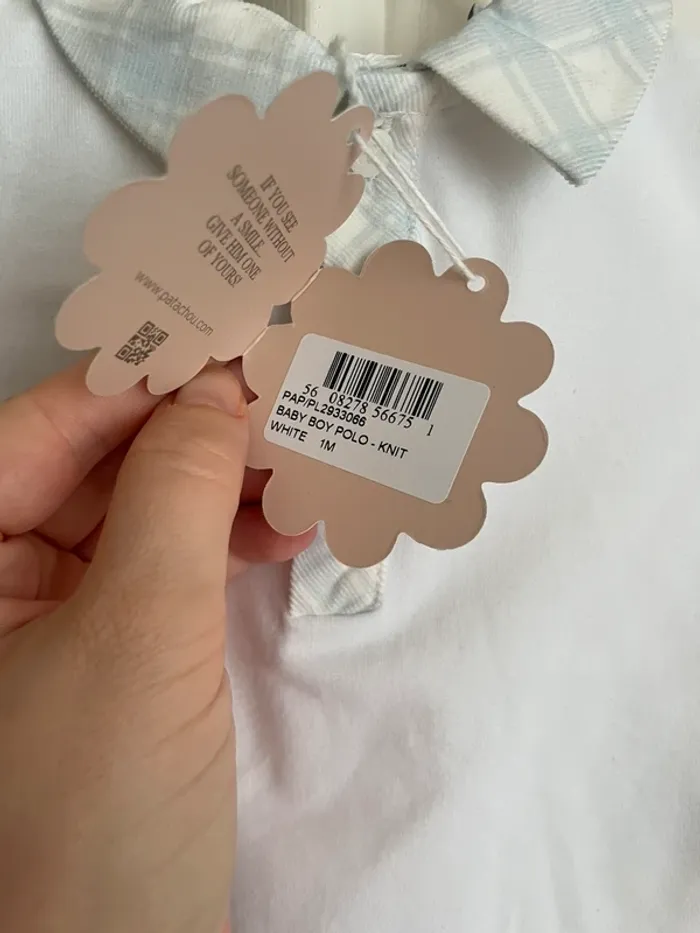 IF YOU SEE
SOMEONE WITHOUT
A SMILE...
GIVE HIM ONE
OF YOURS!
www.patachou.com
56 08278 56675 1
PAP/PL2933066
BABY BOY POLO - KNIT
WHITE 1M